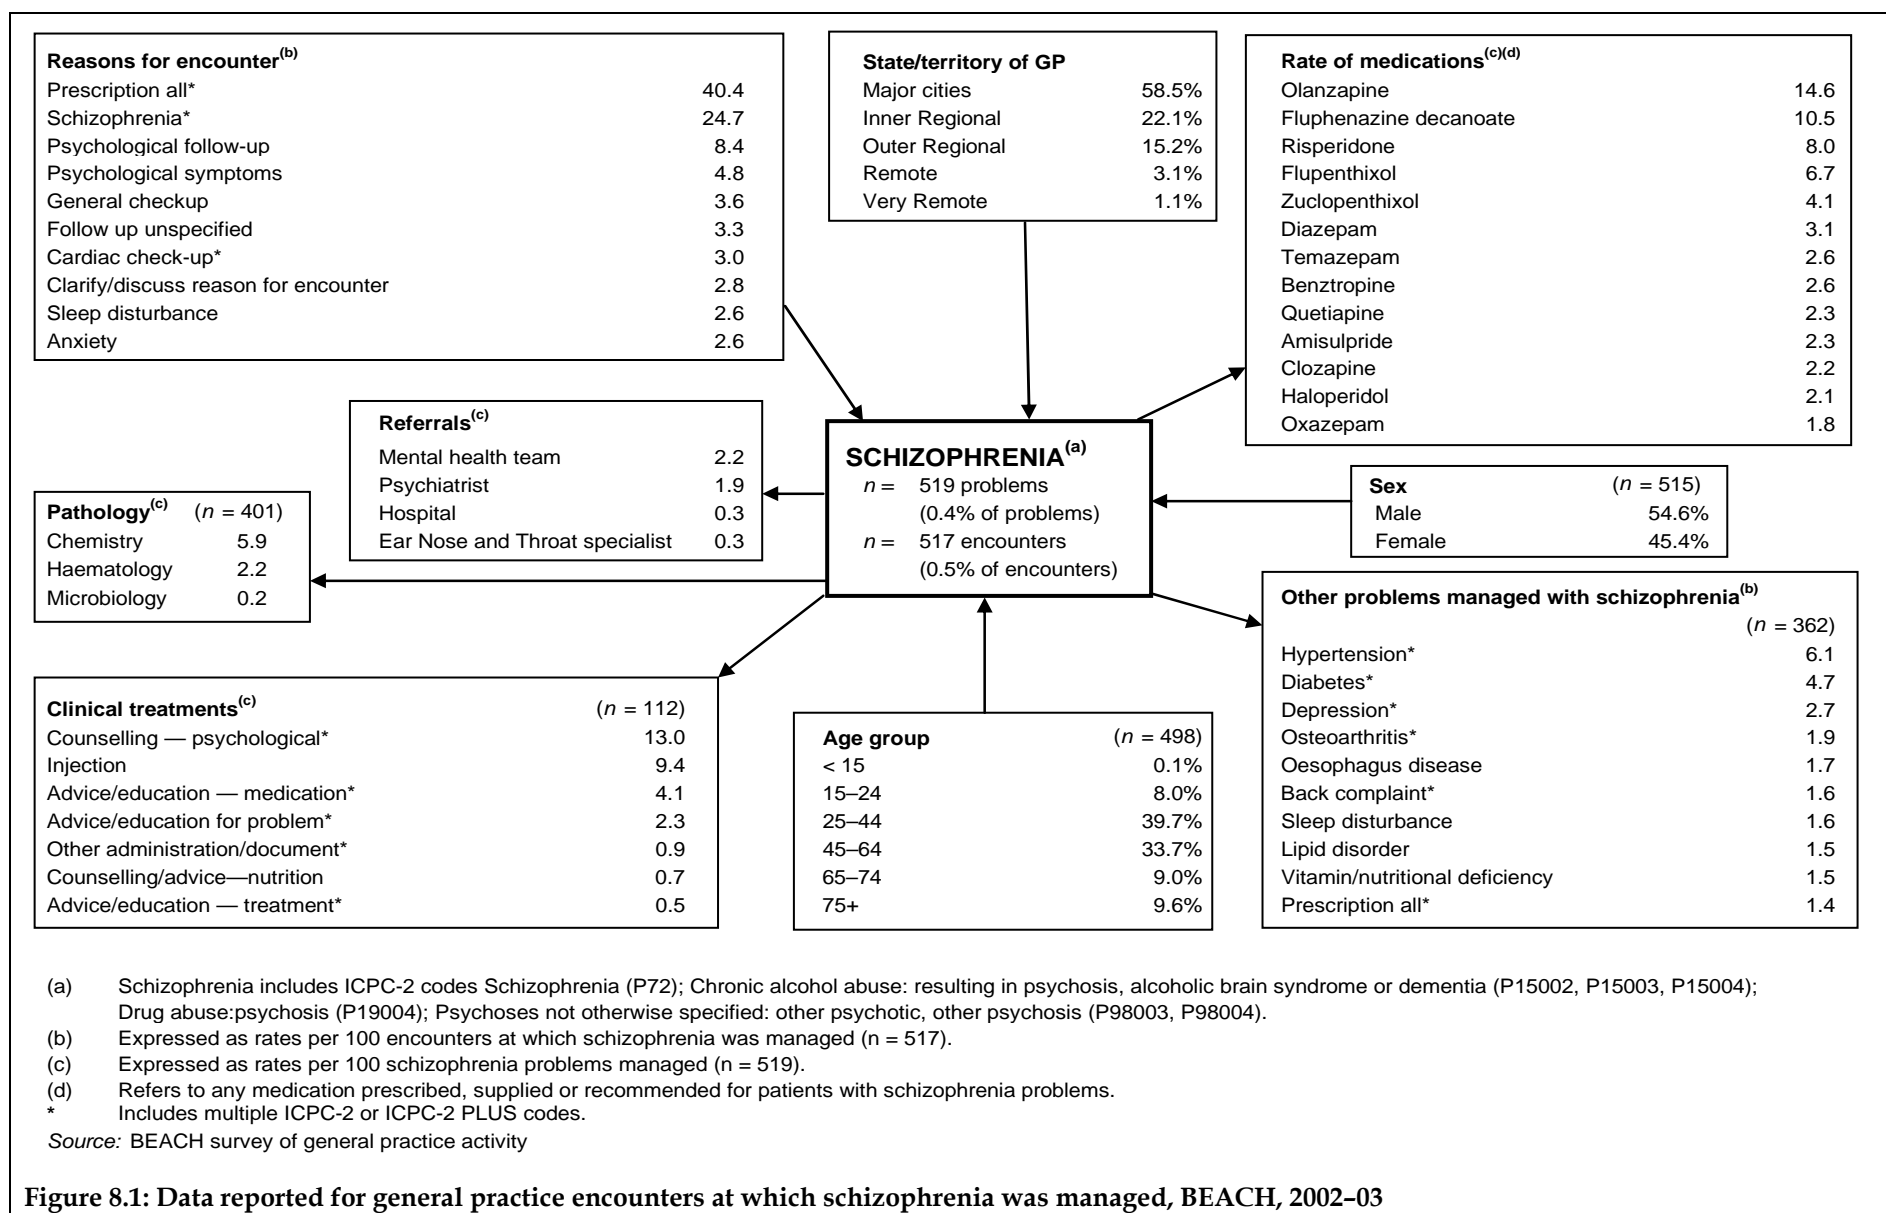 Reasons for encounter(b)
Prescription all* 40.4
Schizophrenia* 24.7
Psychological follow-up 8.4
Psychological symptoms 4.8
General checkup 3.6
Follow up unspecified 3.3
Cardiac check-up* 3.0
Clarify/discuss reason for encounter 2.8
Sleep disturbance 2.6
Anxiety 2.6
State/territory of GP
Major cities 58.5%
Inner Regional 22.1%
Outer Regional 15.2%
Remote 3.1%
Very Remote 1.1%
Rate of medications(c)(d)
Olanzapine 14.6
Fluphenazine decanoate 10.5
Risperidone 8.0
Flupenthixol 6.7
Zuclopenthixol 4.1
Diazepam 3.1
Temazepam 2.6
Benztropine 2.6
Quetiapine 2.3
Amisulpride 2.3
Clozapine 2.2
Haloperidol 2.1
Oxazepam 1.8
Referrals(c)
Mental health team 2.2
Psychiatrist 1.9
Hospital 0.3
Ear Nose and Throat specialist 0.3
SCHIZOPHRENIA(a)
n = 519 problems
(0.4% of problems)
n = 517 encounters
(0.5% of encounters)
Sex (n = 515)
Male 54.6%
Female 45.4%
Pathology(c) (n = 401)
Chemistry 5.9
Haematology 2.2
Microbiology 0.2
Other problems managed with schizophrenia(b)
(n = 362)
Hypertension* 6.1
Diabetes* 4.7
Depression* 2.7
Osteoarthritis* 1.9
Oesophagus disease 1.7
Back complaint* 1.6
Sleep disturbance 1.6
Lipid disorder 1.5
Vitamin/nutritional deficiency 1.5
Prescription all* 1.4
Clinical treatments(c) (n = 112)
Counselling — psychological* 13.0
Injection 9.4
Advice/education — medication* 4.1
Advice/education for problem* 2.3
Other administration/document* 0.9
Counselling/advice—nutrition 0.7
Advice/education — treatment* 0.5
Age group (n = 498)
< 15 0.1%
15–24 8.0%
25–44 39.7%
45–64 33.7%
65–74 9.0%
75+ 9.6%
(a) Schizophrenia includes ICPC-2 codes Schizophrenia (P72); Chronic alcohol abuse: resulting in psychosis, alcoholic brain syndrome or dementia (P15002, P15003, P15004);
Drug abuse:psychosis (P19004); Psychoses not otherwise specified: other psychotic, other psychosis (P98003, P98004).
(b) Expressed as rates per 100 encounters at which schizophrenia was managed (n = 517).
(c) Expressed as rates per 100 schizophrenia problems managed (n = 519).
(d) Refers to any medication prescribed, supplied or recommended for patients with schizophrenia problems.
* Includes multiple ICPC-2 or ICPC-2 PLUS codes.
Source: BEACH survey of general practice activity
Figure 8.1: Data reported for general practice encounters at which schizophrenia was managed, BEACH, 2002–03